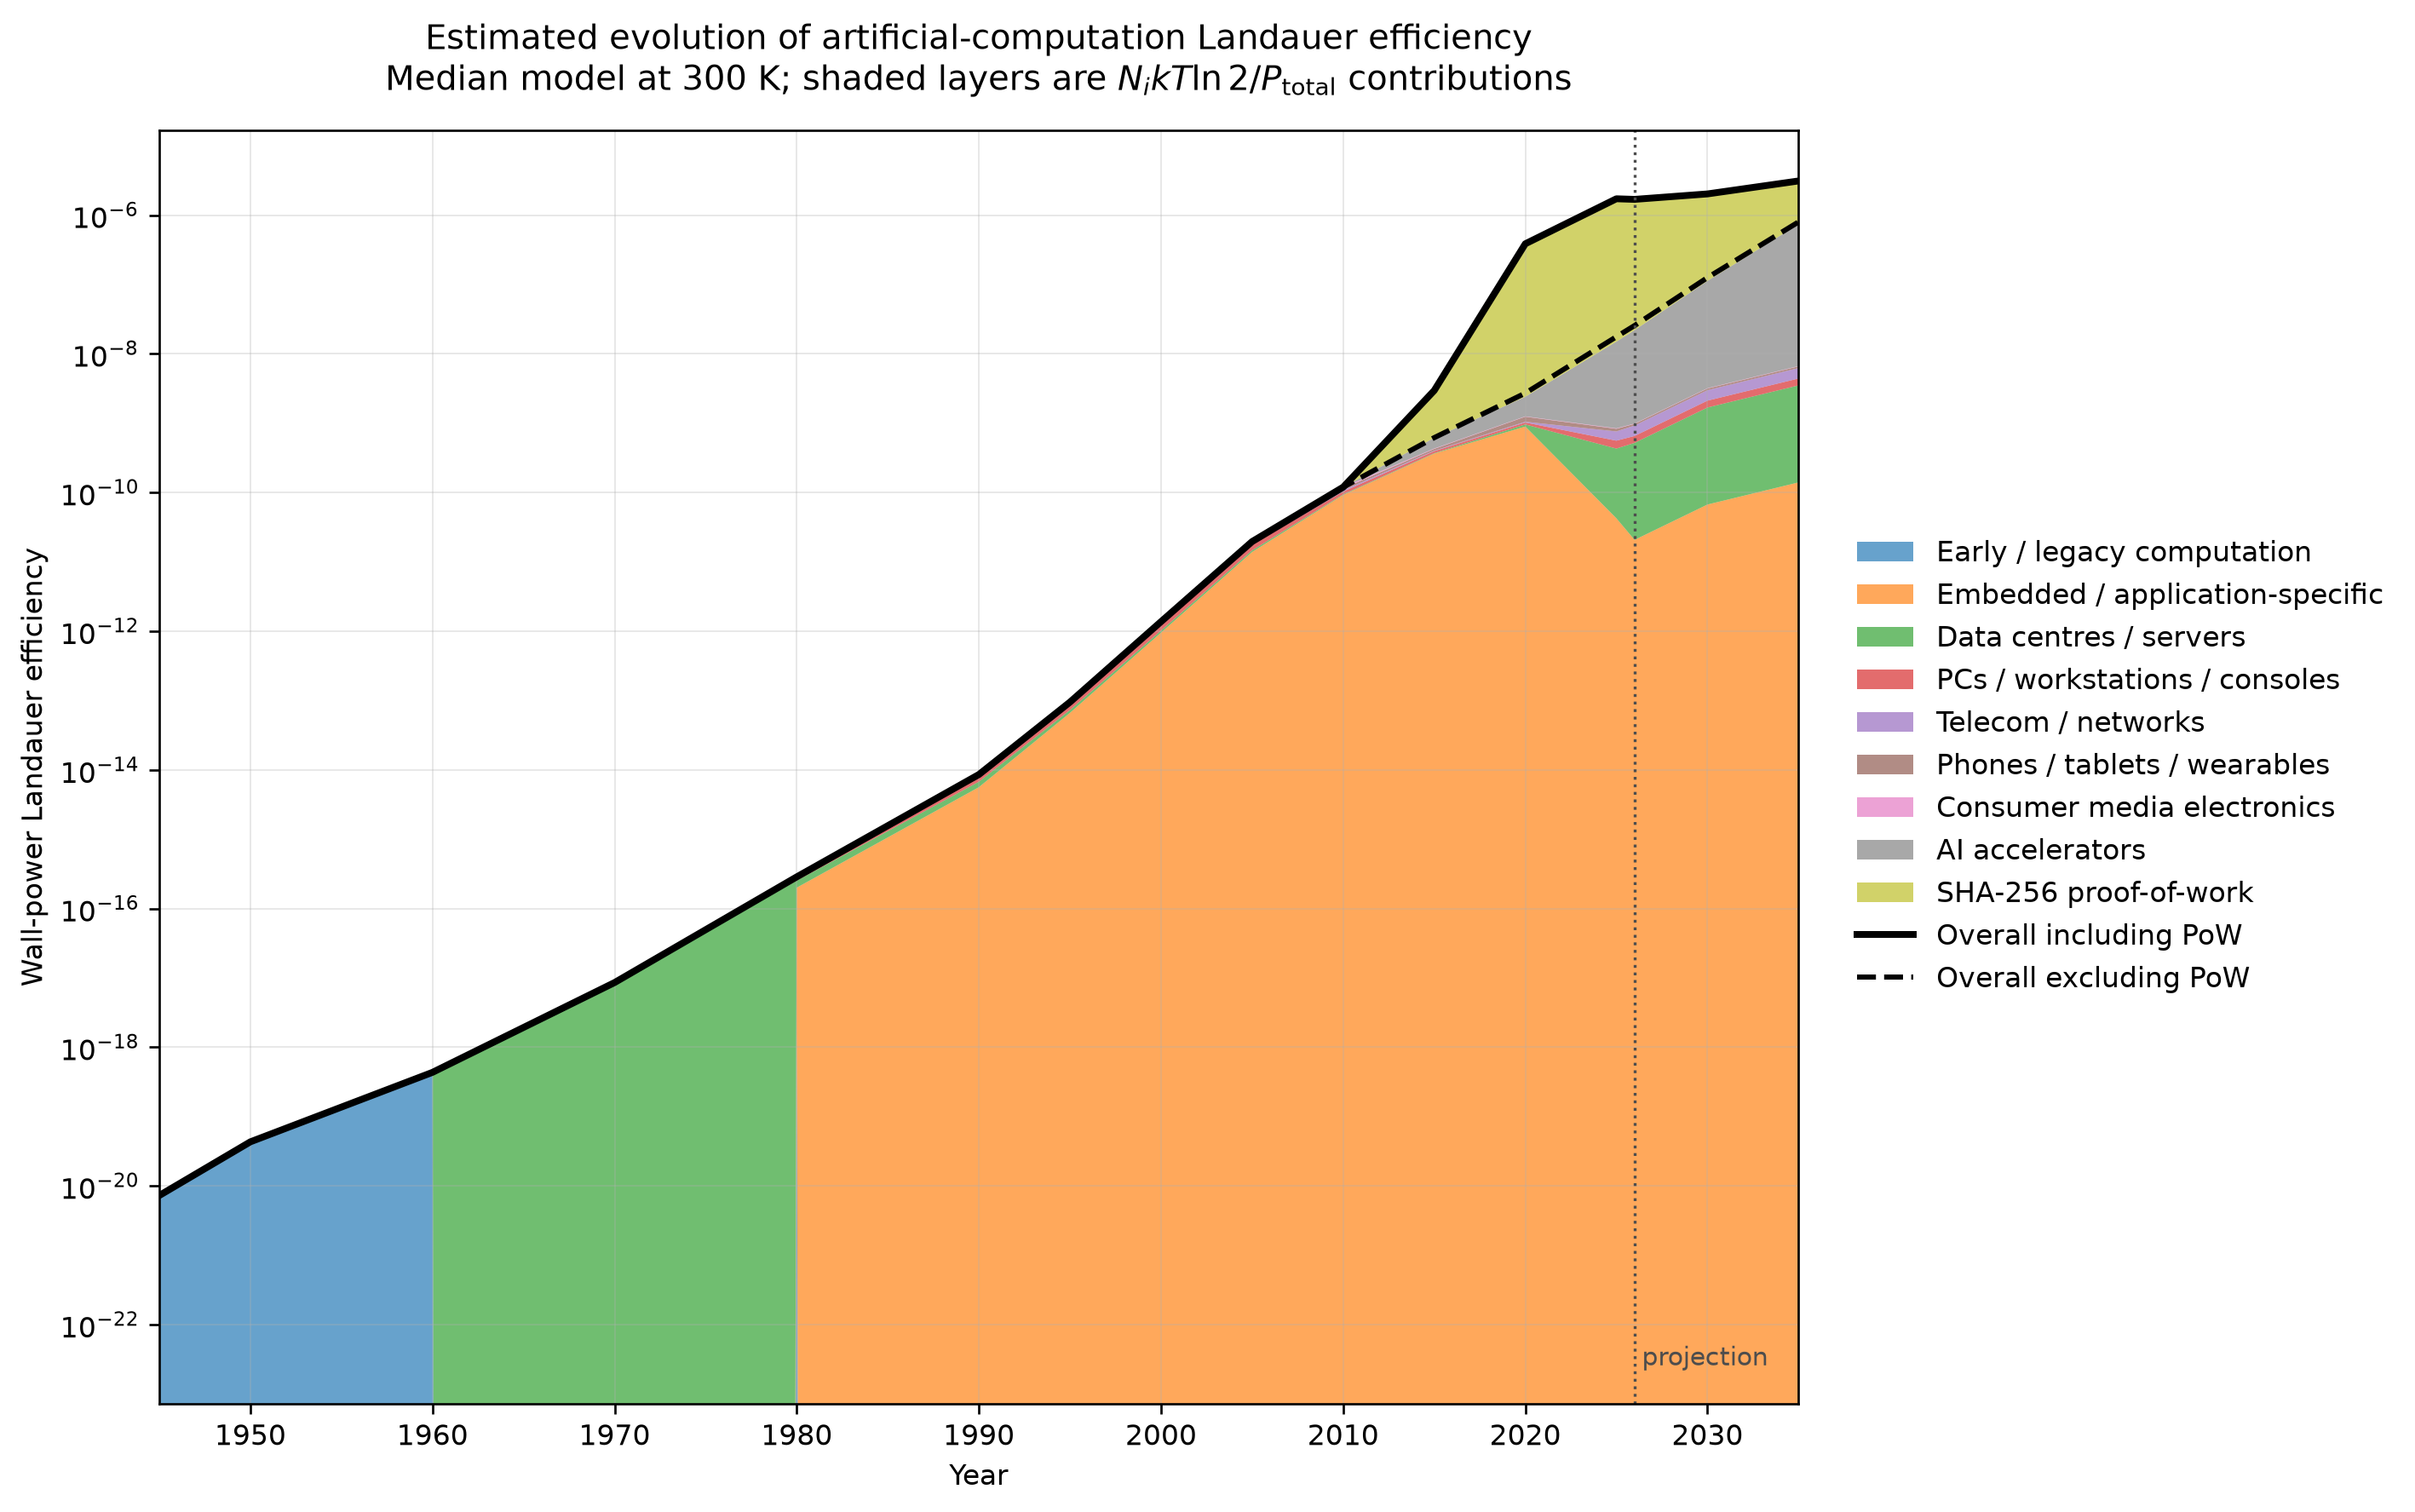 Estimated evolution of artificial-computation Landauer efficiency
Median model at 300 K; shaded layers are NᵢkTln 2/Pₜₒₜₐₗ contributions
Wall-power Landauer efficiency
10⁻⁶
10⁻⁸
10⁻¹⁰
10⁻¹²
10⁻¹⁴
10⁻¹⁶
10⁻¹⁸
10⁻²⁰
10⁻²²
projection
1950 1960 1970 1980 1990 2000 2010 2020 2030
Year
Early / legacy computation
Embedded / application-specific
Data centres / servers
PCs / workstations / consoles
Telecom / networks
Phones / tablets / wearables
Consumer media electronics
AI accelerators
SHA-256 proof-of-work
Overall including PoW
Overall excluding PoW